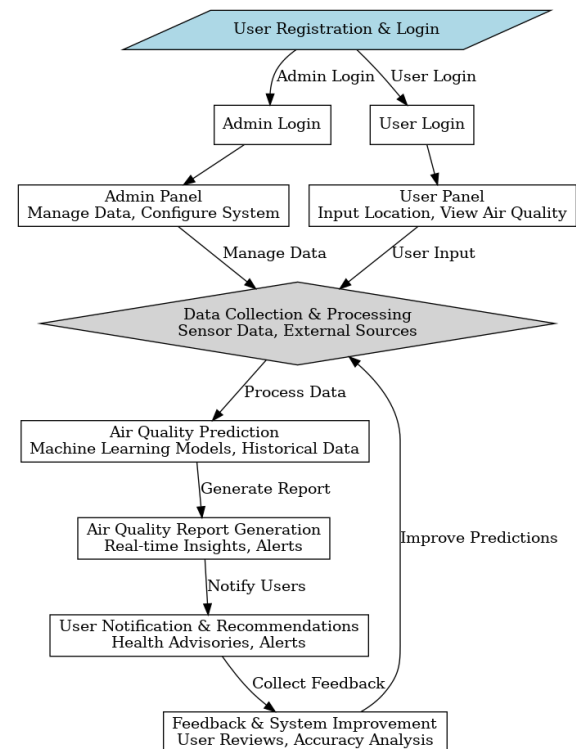 User Registration & Login
Admin Login
User Login
Admin Login
User Login
Admin Panel
Manage Data, Configure System
User Panel
Input Location, View Air Quality
Manage Data
User Input
Data Collection & Processing
Sensor Data, External Sources
Process Data
Air Quality Prediction
Machine Learning Models, Historical Data
Generate Report
Air Quality Report Generation
Real-time Insights, Alerts
Improve Predictions
Notify Users
User Notification & Recommendations
Health Advisories, Alerts
Collect Feedback
Feedback & System Improvement
User Reviews, Accuracy Analysis